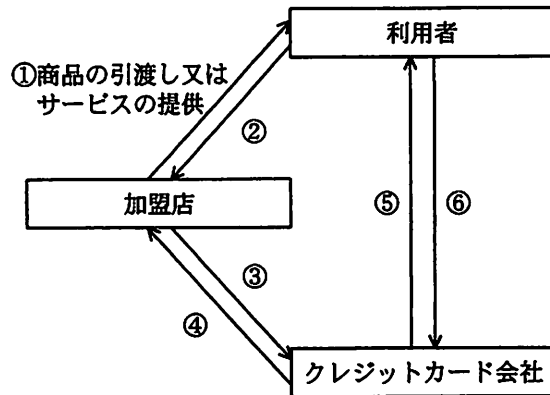 利用者
①商品の引渡し又は
サービスの提供
②
加盟店
⑤
⑥
③
④
クレジットカード会社